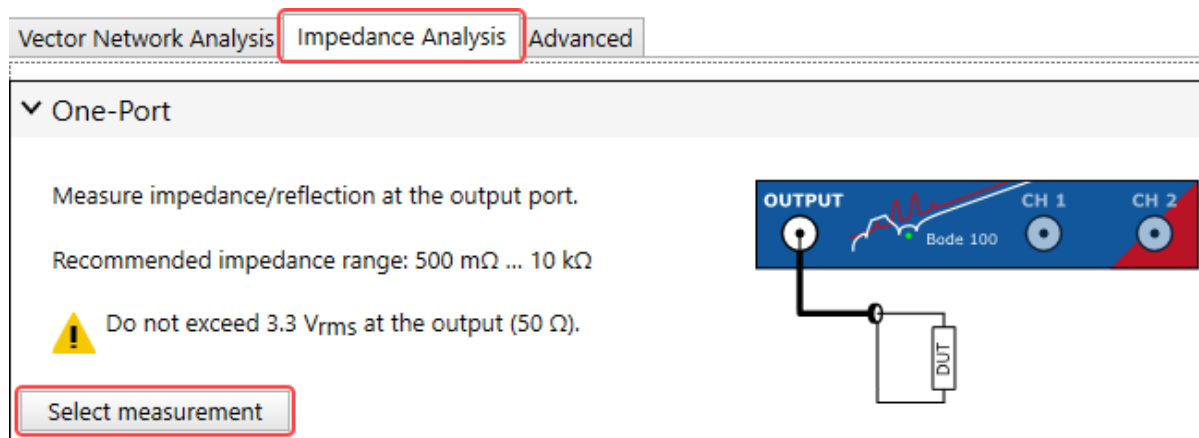 Vector Network Analysis Impedance Analysis Advanced
One-Port
Measure impedance/reflection at the output port.
OUTPUT CH 1 CH 2
Bode 100
Recommended impedance range: 500 mΩ ... 10 kΩ
Do not exceed 3.3 Vrms at the output (50 Ω).
DUT
Select measurement